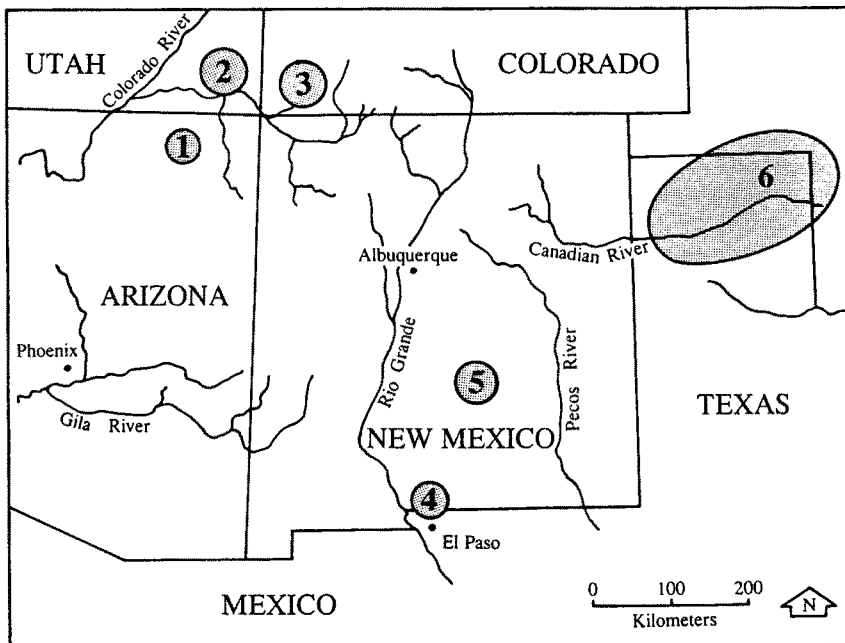 UTAH
Colorado River
2
3
COLORADO
1
6
Canadian River
Albuquerque
ARIZONA
Phoenix
Gila River
Rio Grande
5
Pecos River
NEW MEXICO
TEXAS
4
El Paso
MEXICO
0 100 200
Kilometers
N